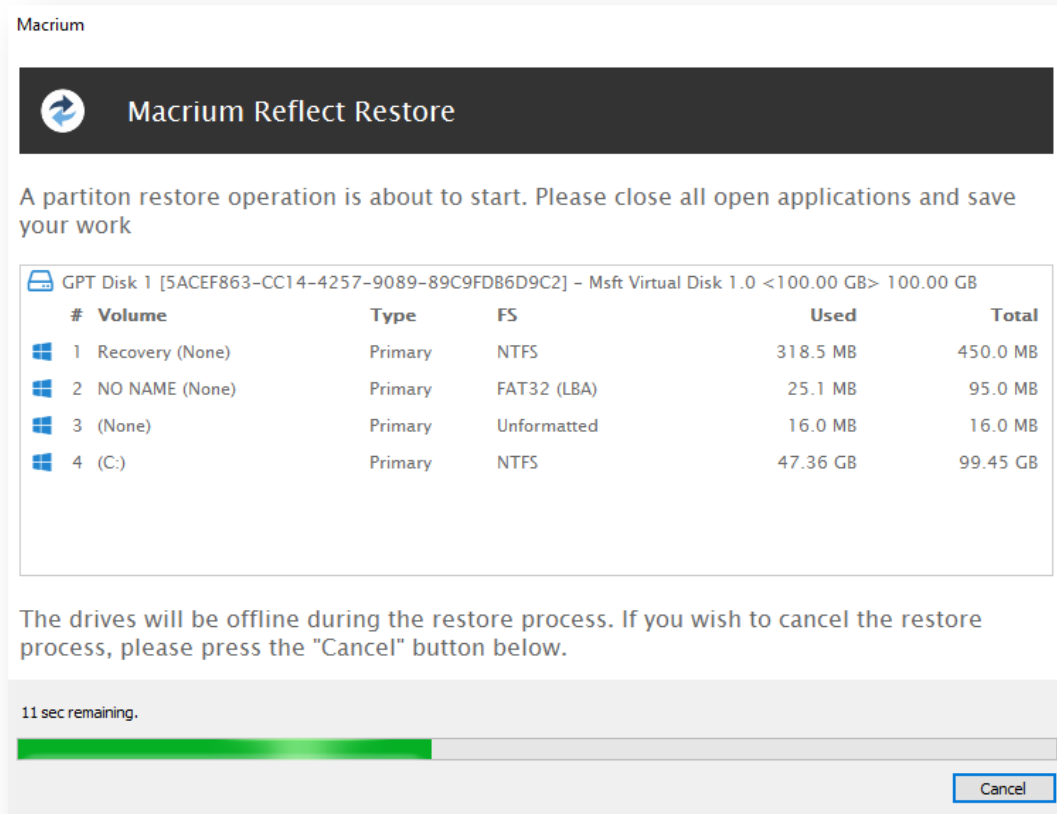 Macrium
Macrium Reflect Restore
A partiton restore operation is about to start. Please close all open applications and save
your work
GPT Disk 1 [5ACEF863-CC14-4257-9089-89C9FDB6D9C2] - Msft Virtual Disk 1.0 <100.00 GB> 100.00 GB
# Volume Type FS Used Total
1 Recovery (None) Primary NTFS 318.5 MB 450.0 MB
2 NO NAME (None) Primary FAT32 (LBA) 25.1 MB 95.0 MB
3 (None) Primary Unformatted 16.0 MB 16.0 MB
4 (C:) Primary NTFS 47.36 GB 99.45 GB
The drives will be offline during the restore process. If you wish to cancel the restore
process, please press the "Cancel" button below.
11 sec remaining.
Cancel